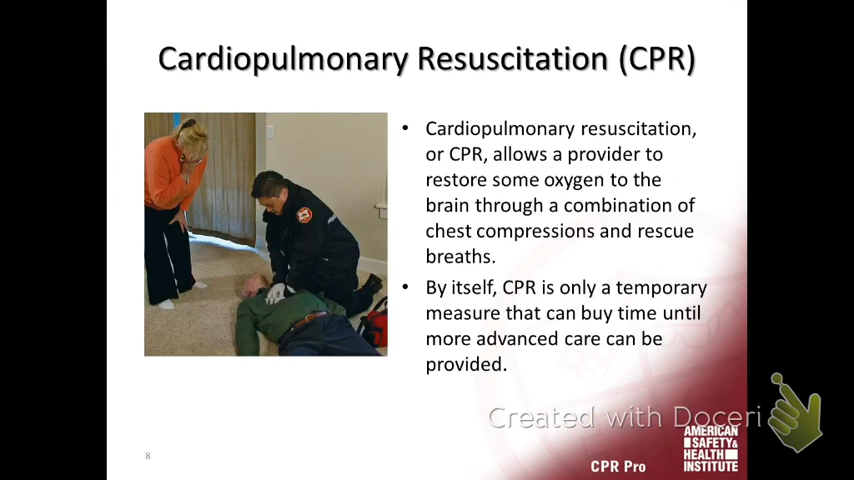 Cardiopulmonary Resuscitation (CPR)
• Cardiopulmonary resuscitation,
or CPR, allows a provider to
restore some oxygen to the
brain through a combination of
chest compressions and rescue
breaths.
• By itself, CPR is only a temporary
measure that can buy time until
more advanced care can be
provided.
Created with Doceri
8
CPR Pro
AMERICAN
SAFETY&
HEALTH
INSTITUTE